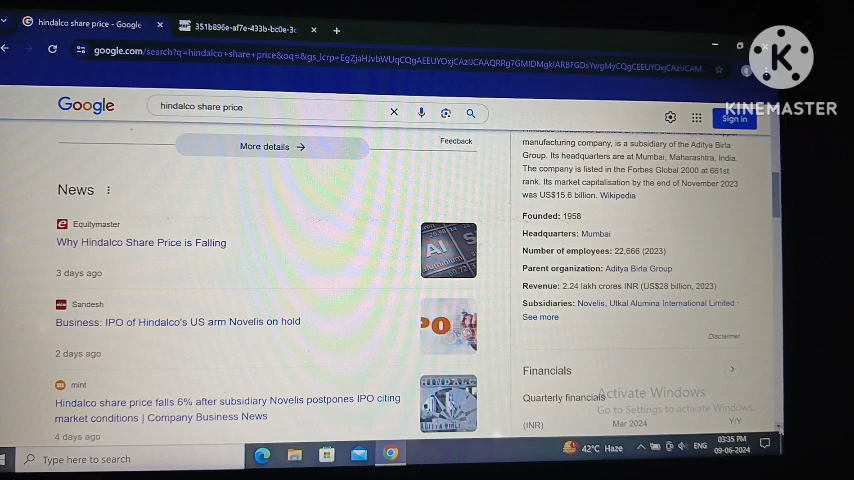 hindalco share price - Google
351b896e-af7e-433b-bc0e-3c
KINEMASTER
Google
hindalco share price
Sign in
More details →
Feedback
manufacturing company, is a subsidiary of the Aditya Birla
Group. Its headquarters are at Mumbai, Maharashtra, India.
The company is listed in the Forbes Global 2000 at 661st
rank. Its market capitalisation by the end of November 2023
was US$15.6 billion. Wikipedia
Founded: 1958
Headquarters: Mumbai
Number of employees: 22,666 (2023)
Parent organization: Aditya Birla Group
Revenue: 2.24 lakh crores INR (US$28 billion, 2023)
Subsidiaries: Novelis, Utkal Alumina International Limited
See more
Disclaimer
News
Equitymaster
Why Hindalco Share Price is Falling
3 days ago
Sandesh
Business: IPO of Hindalco's US arm Novelis on hold
2 days ago
mint
Hindalco share price falls 6% after subsidiary Novelis postpones IPO citing
market conditions | Company Business News
4 days ago
Financials
Quarterly financials
(INR)
Mar 2024
Y/Y
Activate Windows
Go to Settings to activate Windows.
Type here to search
42°C Haze
ENG
03:35 PM
09-06-2024